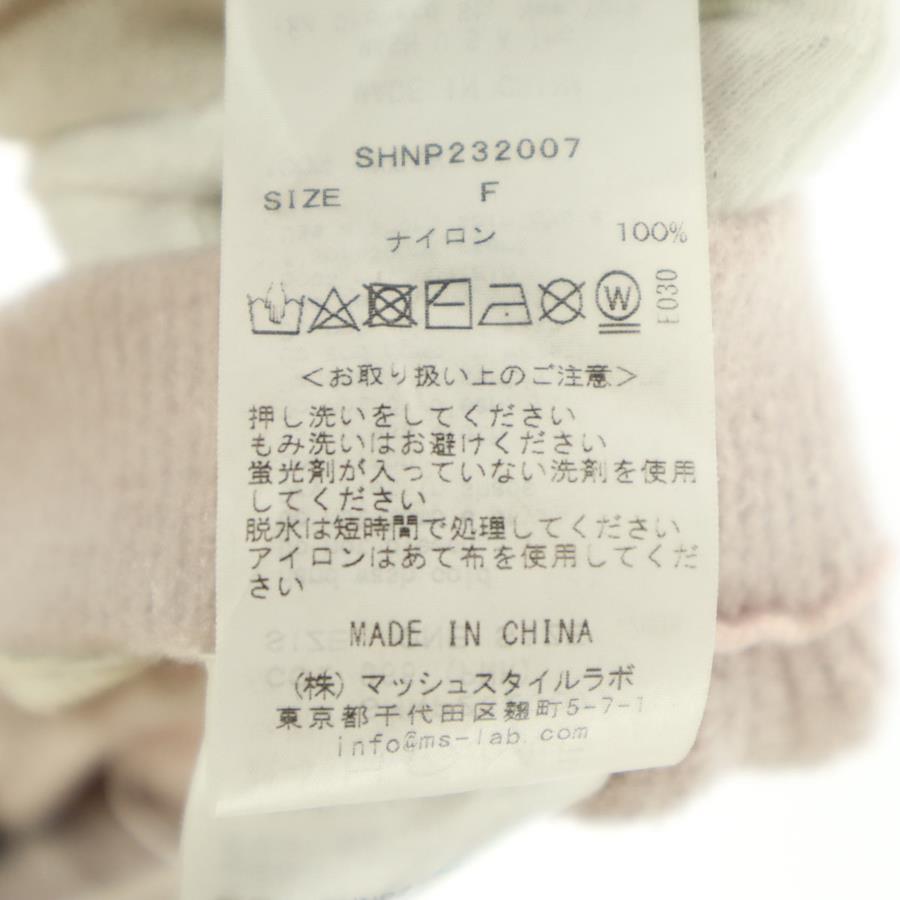 SHNP232007
SIZE F
ナイロン 100%
W
E030
＜お取り扱い上のご注意＞
押し洗いをしてください
もみ洗いはお避けください
蛍光剤が入っていない洗剤を使用
してください
脱水は短時間で処理してください
アイロンはあて布を使用してくだ
さい
MADE IN CHINA
(株) マッシュスタイルラボ
東京都千代田区麹町5-7-1
info@ms-lab.com